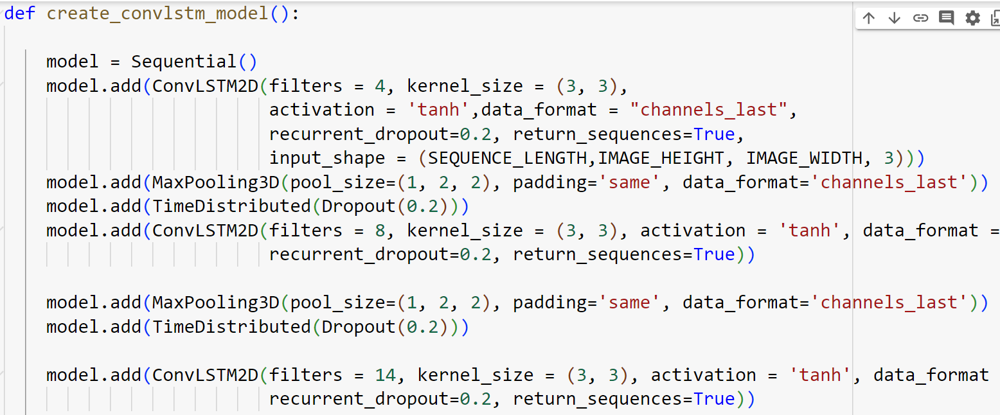 def create_convlstm_model():
model = Sequential()
model.add(ConvLSTM2D(filters = 4, kernel_size = (3, 3),
activation = 'tanh',data_format = "channels_last",
recurrent_dropout=0.2, return_sequences=True,
input_shape = (SEQUENCE_LENGTH,IMAGE_HEIGHT, IMAGE_WIDTH, 3)))
model.add(MaxPooling3D(pool_size=(1, 2, 2), padding='same', data_format='channels_last'))
model.add(TimeDistributed(Dropout(0.2)))
model.add(ConvLSTM2D(filters = 8, kernel_size = (3, 3), activation = 'tanh', data_format =
recurrent_dropout=0.2, return_sequences=True))
model.add(MaxPooling3D(pool_size=(1, 2, 2), padding='same', data_format='channels_last'))
model.add(TimeDistributed(Dropout(0.2)))
model.add(ConvLSTM2D(filters = 14, kernel_size = (3, 3), activation = 'tanh', data_format
recurrent_dropout=0.2, return_sequences=True))